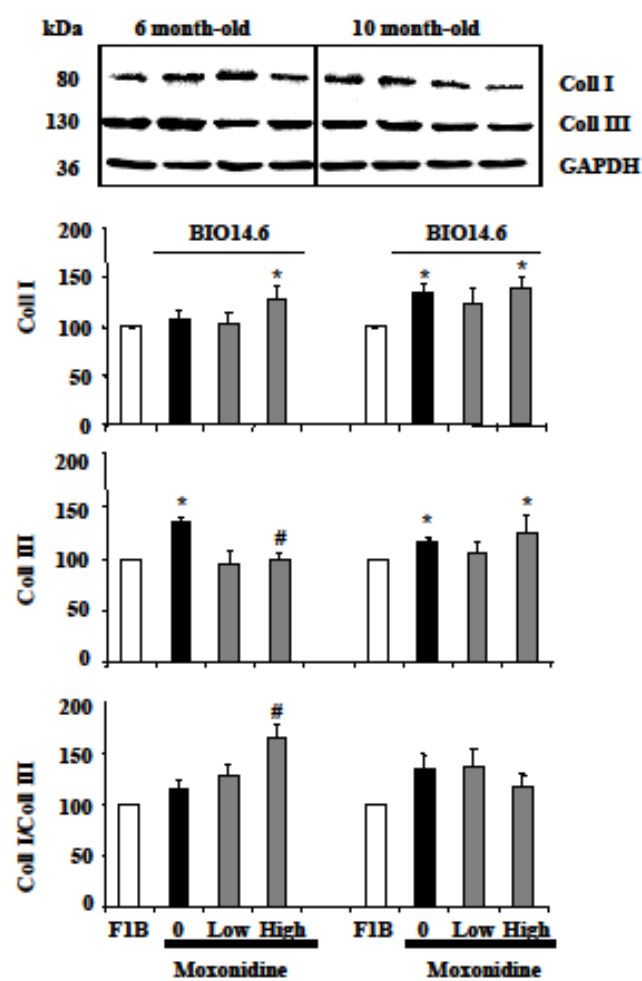 kDa 6 month-old 10 month-old
80 Coll I
130 Coll III
36 GAPDH
200 BIO14.6 BIO14.6
150 * * *
Coll I
100
50
0
200
150 * * *
#
Coll III
100
50
0
200 #
150
Coll I/Coll III
100
50
0
F1B 0 Low High F1B 0 Low High
Moxonidine Moxonidine